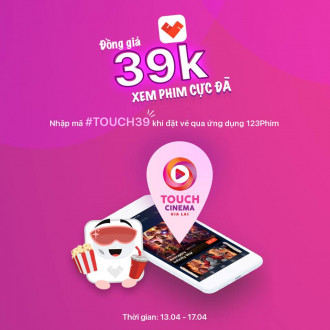 Đồng giá
39k
XEM PHIM CỰC ĐÃ
Nhập mã #TOUCH39 khi đặt vé qua ứng dụng 123Phim
TOUCH
CINEMA
GIA LAI
Thời gian: 13.04 - 17.04